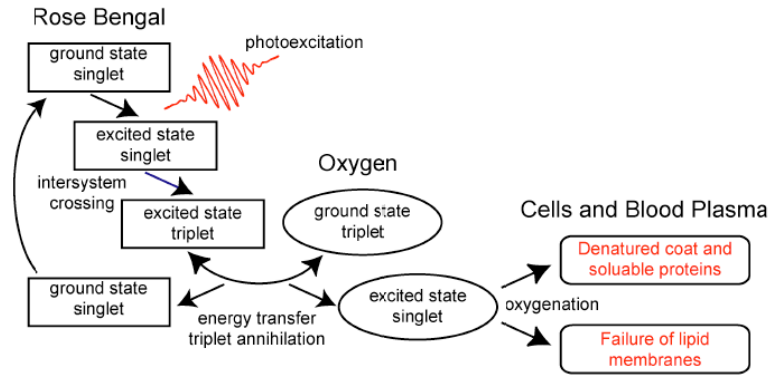 Rose Bengal
ground state
singlet
photoexcitation
excited state
singlet
intersystem
crossing
excited state
triplet
Oxygen
ground state
triplet
Cells and Blood Plasma
Denatured coat and
soluable proteins
ground state
singlet
energy transfer
triplet annihilation
excited state
singlet
oxygenation
Failure of lipid
membranes